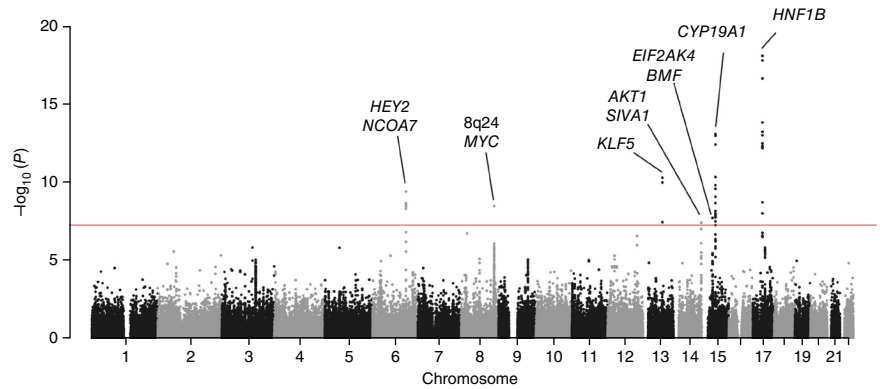 20
15
10
5
0
–log10 (P)
HEY2
NCOA7
8q24
MYC
KLF5
AKT1
SIVA1
EIF2AK4
BMF
CYP19A1
HNF1B
1 2 3 4 5 6 7 8 9 10 11 12 13 14 15 17 19 21
Chromosome